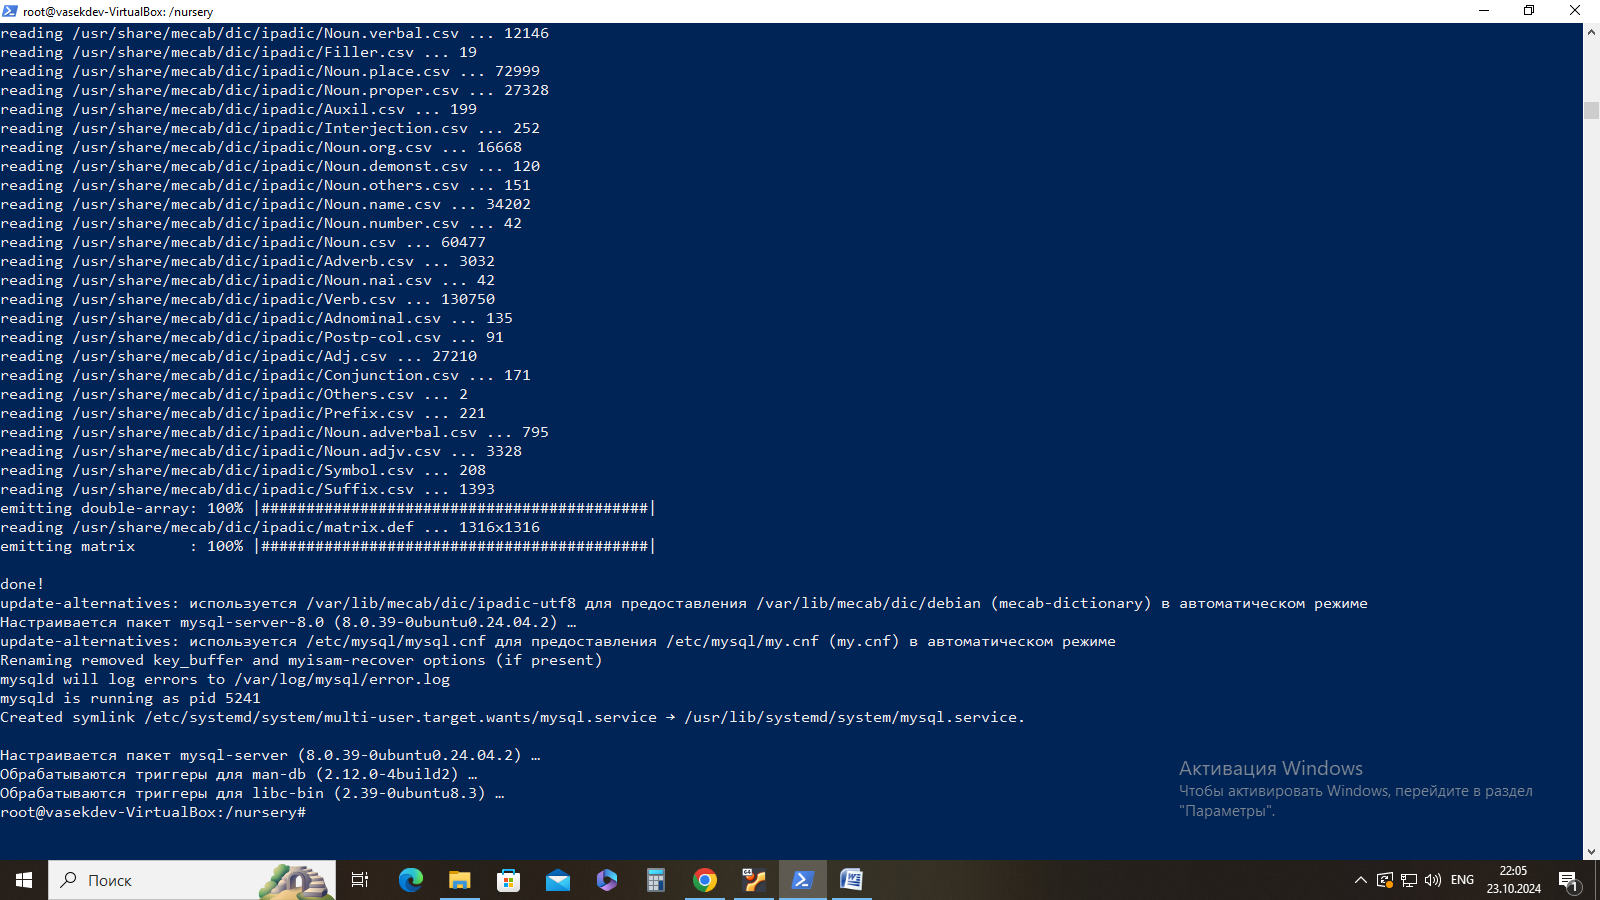 root@vasekdev-VirtualBox: /nursery
reading /usr/share/mecab/dic/ipadic/Noun.verbal.csv ... 12146
reading /usr/share/mecab/dic/ipadic/Filler.csv ... 19
reading /usr/share/mecab/dic/ipadic/Noun.place.csv ... 72999
reading /usr/share/mecab/dic/ipadic/Noun.proper.csv ... 27328
reading /usr/share/mecab/dic/ipadic/Auxil.csv ... 199
reading /usr/share/mecab/dic/ipadic/Interjection.csv ... 252
reading /usr/share/mecab/dic/ipadic/Noun.org.csv ... 16668
reading /usr/share/mecab/dic/ipadic/Noun.demonst.csv ... 120
reading /usr/share/mecab/dic/ipadic/Noun.others.csv ... 151
reading /usr/share/mecab/dic/ipadic/Noun.name.csv ... 34202
reading /usr/share/mecab/dic/ipadic/Noun.number.csv ... 42
reading /usr/share/mecab/dic/ipadic/Noun.csv ... 60477
reading /usr/share/mecab/dic/ipadic/Adverb.csv ... 3032
reading /usr/share/mecab/dic/ipadic/Noun.nai.csv ... 42
reading /usr/share/mecab/dic/ipadic/Verb.csv ... 130750
reading /usr/share/mecab/dic/ipadic/Adnominal.csv ... 135
reading /usr/share/mecab/dic/ipadic/Postp-col.csv ... 91
reading /usr/share/mecab/dic/ipadic/Adj.csv ... 27210
reading /usr/share/mecab/dic/ipadic/Conjunction.csv ... 171
reading /usr/share/mecab/dic/ipadic/Others.csv ... 2
reading /usr/share/mecab/dic/ipadic/Prefix.csv ... 221
reading /usr/share/mecab/dic/ipadic/Noun.adverbal.csv ... 795
reading /usr/share/mecab/dic/ipadic/Noun.adjv.csv ... 3328
reading /usr/share/mecab/dic/ipadic/Symbol.csv ... 208
reading /usr/share/mecab/dic/ipadic/Suffix.csv ... 1393
emitting double-array: 100% |###########################################|
reading /usr/share/mecab/dic/ipadic/matrix.def ... 1316x1316
emitting matrix      : 100% |###########################################|
done!
update-alternatives: используется /var/lib/mecab/dic/ipadic-utf8 для предоставления /var/lib/mecab/dic/debian (mecab-dictionary) в автоматическом режиме
Настраивается пакет mysql-server-8.0 (8.0.39-0ubuntu0.24.04.2) …
update-alternatives: используется /etc/mysql/mysql.cnf для предоставления /etc/mysql/my.cnf (my.cnf) в автоматическом режиме
Renaming removed key_buffer and myisam-recover options (if present)
mysqld will log errors to /var/log/mysql/error.log
mysqld is running as pid 5241
Created symlink /etc/systemd/system/multi-user.target.wants/mysql.service → /usr/lib/systemd/system/mysql.service.
Настраивается пакет mysql-server (8.0.39-0ubuntu0.24.04.2) …
Обрабатываются триггеры для man-db (2.12.0-4build2) …
Обрабатываются триггеры для libc-bin (2.39-0ubuntu8.3) …
root@vasekdev-VirtualBox:/nursery#
Активация Windows
Чтобы активировать Windows, перейдите в раздел
"Параметры".
Поиск
ENG
22:05
23.10.2024
1